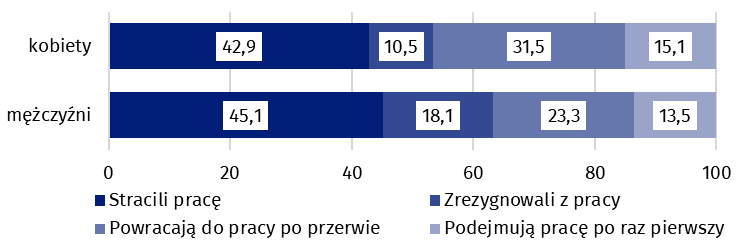 kobiety 42,9 10,5 31,5 15,1
mężczyźni 45,1 18,1 23,3 13,5
0 20 40 60 80 100
Stracili pracę Zrezygnowali z pracy
Powracają do pracy po przerwie Podejmują pracę po raz pierwszy